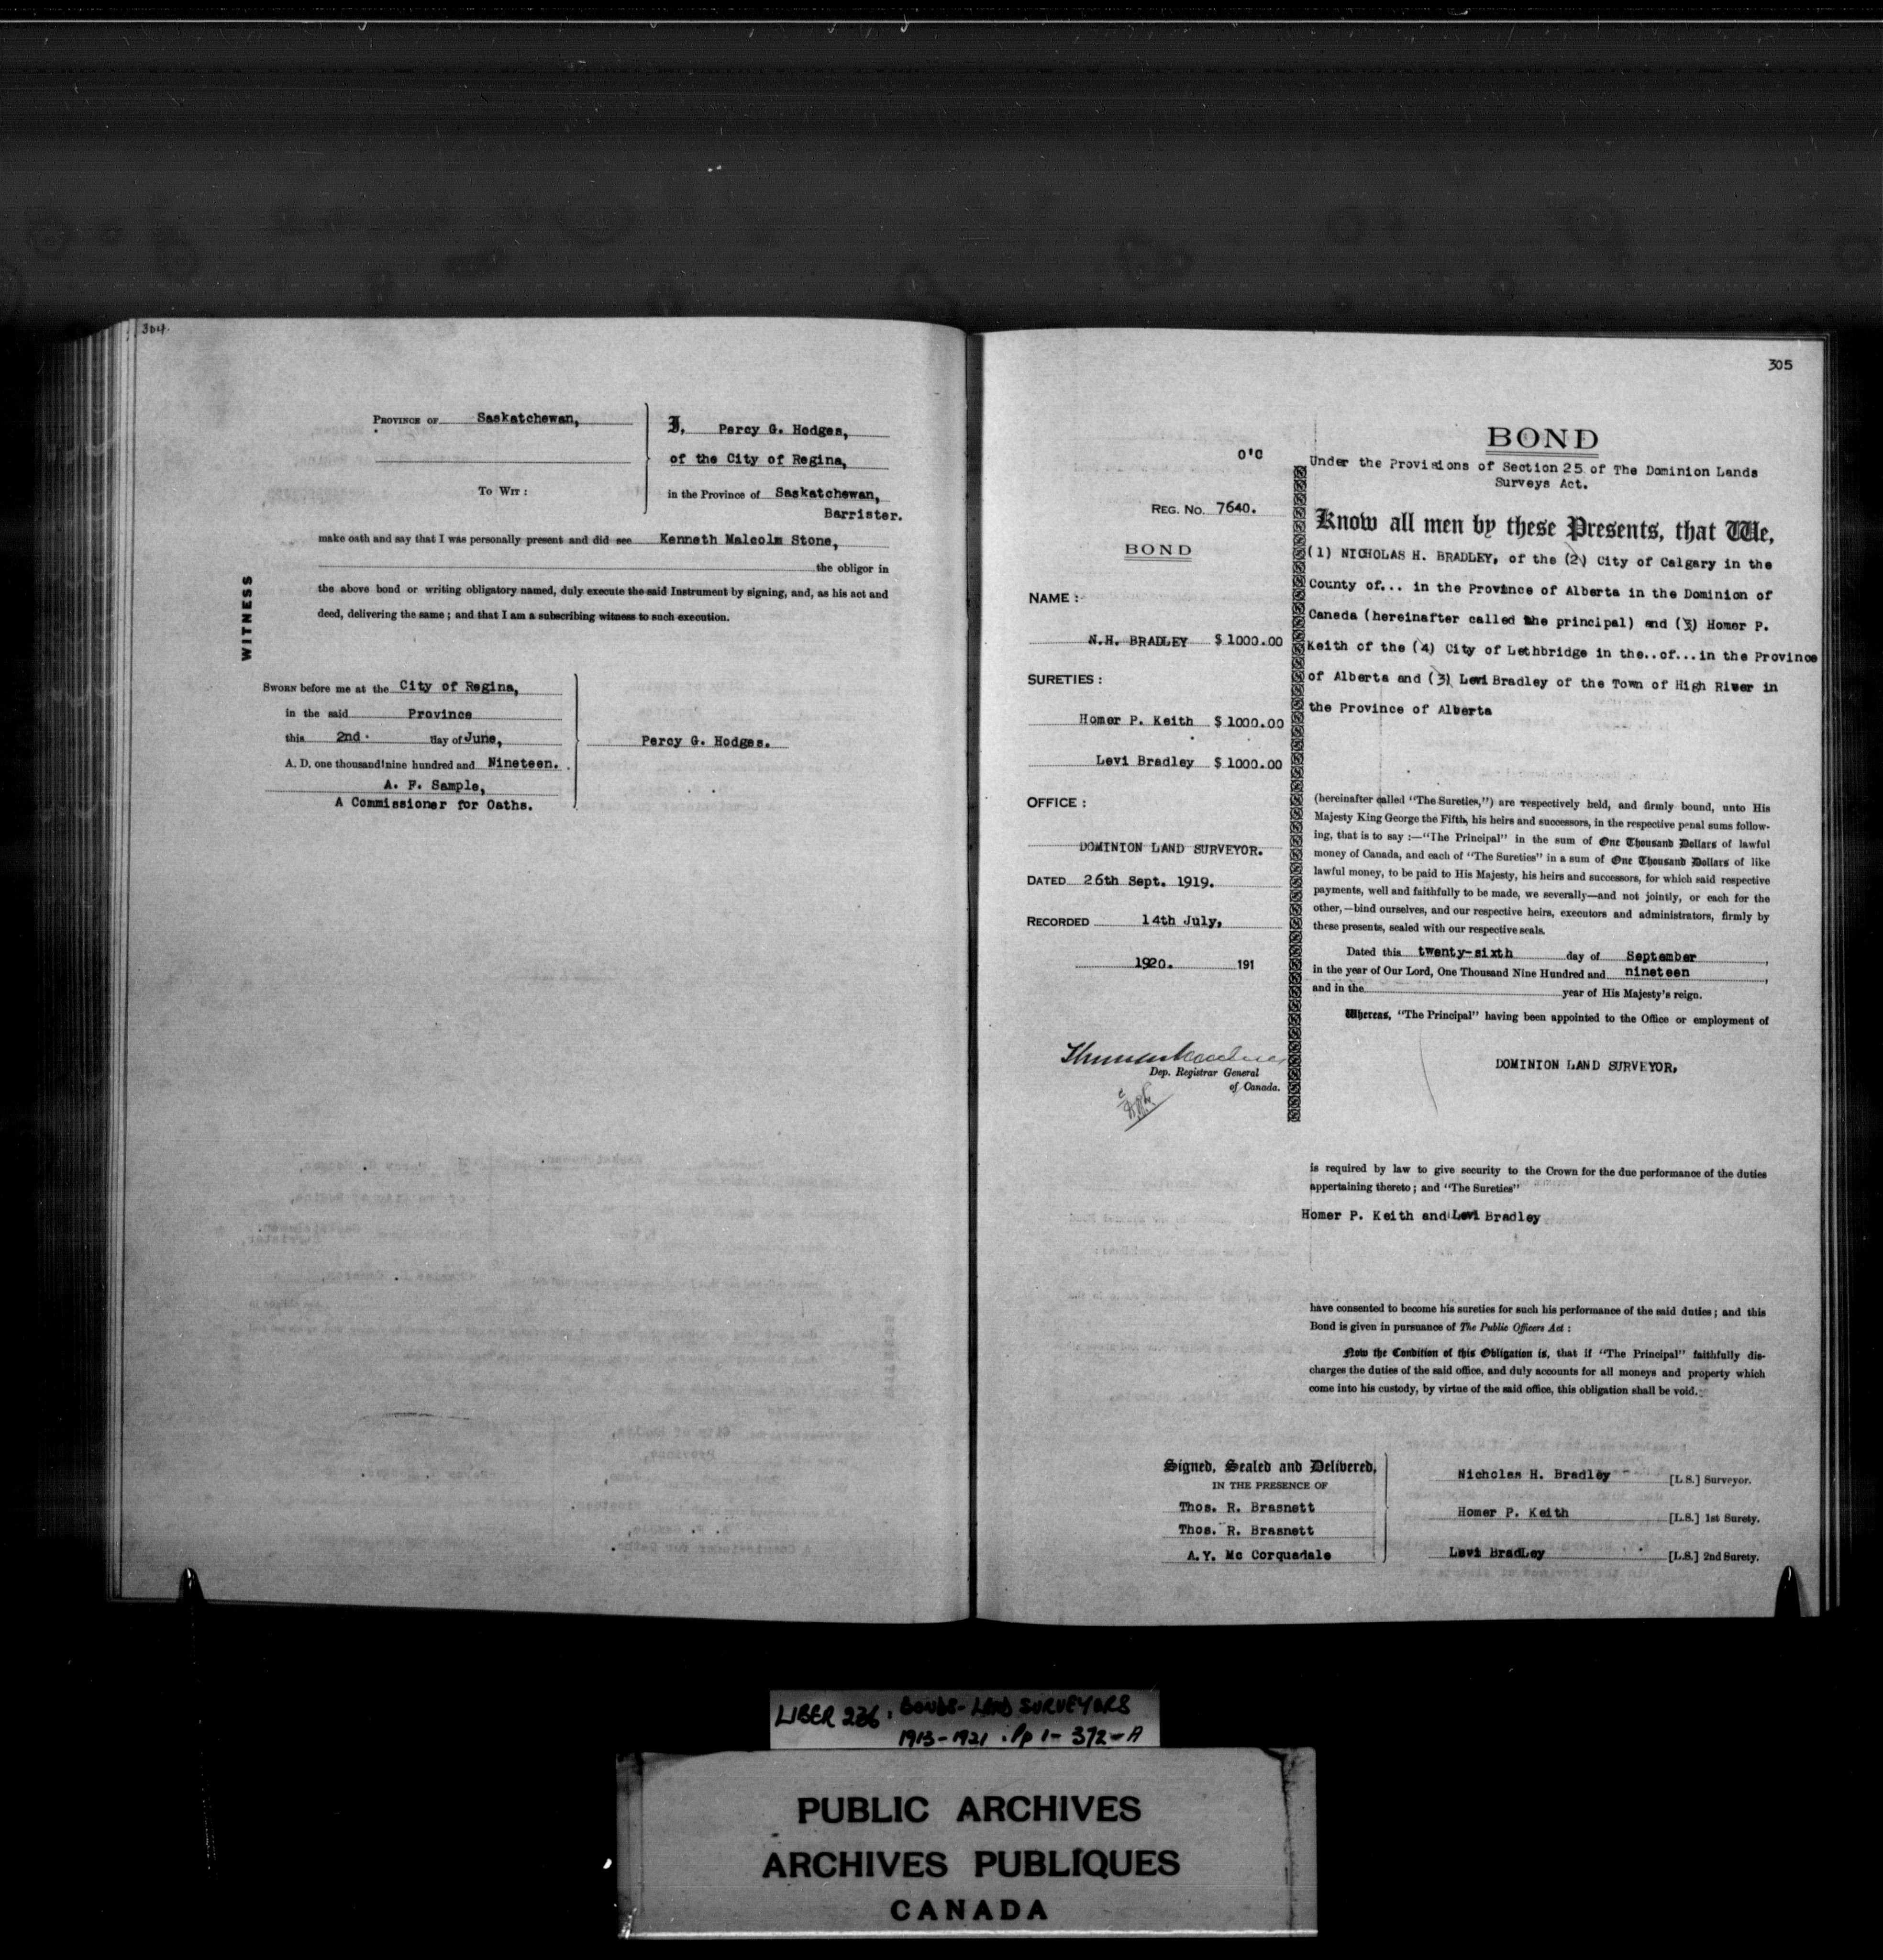 304.
PROVINCE OF Saskatchewan,
TO WIT:
I, Percy G. Hodges,
of the City of Regina,
in the Province of Saskatchewan,
Barrister.
make oath and say that I was personally present and did see Kenneth Malcolm Stone,
the obligor in
the above bond or writing obligatory named, duly execute the said Instrument by signing, and, as his act and
deed, delivering the same; and that I am a subscribing witness to such execution.
WITNESS
SWORN before me at the City of Regina,
in the said Province
this 2nd. day of June,
A. D. one thousand nine hundred and Nineteen.
A. F. Sample,
A Commissioner for Oaths.
Percy G. Hodges.
305
O'C
REG. NO. 7640.
BOND
NAME:
N.H. BRADLEY $1000.00
SURETIES:
Homer P. Keith $1000.00
Levi Bradley $1000.00
OFFICE:
DOMINION LAND SURVEYOR.
DATED 26th Sept. 1919.
RECORDED 14th July,
1920. 191
Dep. Registrar General
of Canada.
BOND
Under the Provisions of Section 25 of The Dominion Lands
Surveys Act.
Know all men by these Presents, that We,
(1) NICHOLAS H. BRADLEY, of the (2) City of Calgary in the
County of... in the Province of Alberta in the Dominion of
Canada (hereinafter called the principal) and (3) Homer P.
Keith of the (4) City of Lethbridge in the..of...in the Province
of Alberta and (3) Levi Bradley of the Town of High River in
the Province of Alberta
(hereinafter called "The Sureties,") are respectively held, and firmly bound, unto His
Majesty King George the Fifth, his heirs and successors, in the respective penal sums follow-
ing, that is to say:—"The Principal" in the sum of One Thousand Dollars of lawful
money of Canada, and each of "The Sureties" in a sum of One Thousand Dollars of like
lawful money, to be paid to His Majesty, his heirs and successors, for which said respective
payments, well and faithfully to be made, we severally—and not jointly, or each for the
other,—bind ourselves, and our respective heirs, executors and administrators, firmly by
these presents, sealed with our respective seals.
Dated this twenty-sixth day of September,
in the year of Our Lord, One Thousand Nine Hundred and nineteen,
and in the year of His Majesty's reign.
Whereas, "The Principal" having been appointed to the Office or employment of
DOMINION LAND SURVEYOR,
is required by law to give security to the Crown for the due performance of the duties
appertaining thereto; and "The Sureties"
Homer P. Keith and Levi Bradley
have consented to become his sureties for such his performance of the said duties; and this
Bond is given in pursuance of The Public Officers Act:
Now the Condition of this Obligation is, that if "The Principal" faithfully dis-
charges the duties of the said office, and duly accounts for all moneys and property which
come into his custody, by virtue of the said office, this obligation shall be void.
Signed, Sealed and Delivered,
IN THE PRESENCE OF
Thos. R. Brasnett
Thos. R. Brasnett
A.Y. Mc Corquadale
Nicholas H. Bradley [L.S.] Surveyor.
Homer P. Keith [L.S.] 1st Surety.
Levi BradLey [L.S.] 2nd Surety.
LIBER 236: BONDS - LAND SURVEYORS
1913-1921. Pp 1-372-A
PUBLIC ARCHIVES
ARCHIVES PUBLIQUES
CANADA